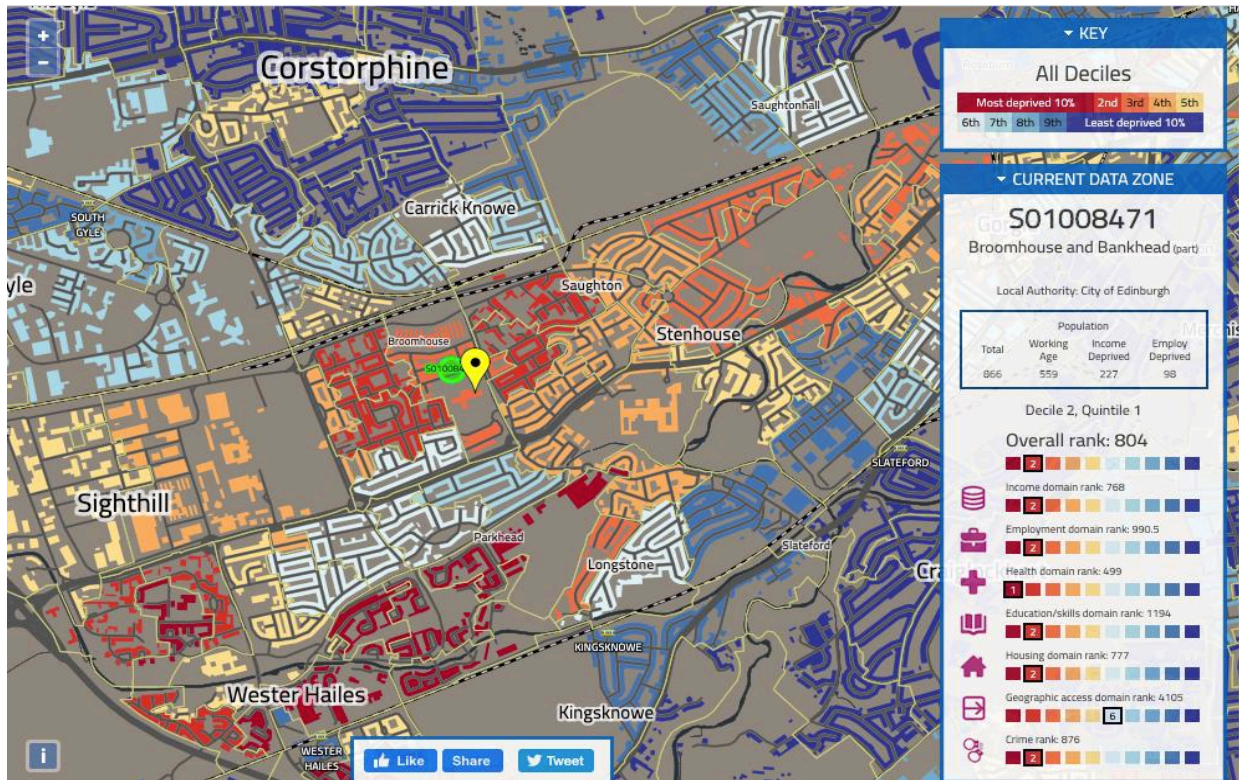 Corstorphine
Saughtonhall
SOUTH
GYLE
Carrick Knowe
yle
Saughton
Stenhouse
Broomhouse
S010084
Sighthill
SLATEFORD
Parkhead
Slateford
Longstone
KINGSKNOWE
Wester Hailes
Kingsknowe
WESTER
HAILES
+
-
i
Like
Share
Tweet
KEY
All Deciles
Most deprived 10% 2nd 3rd 4th 5th
6th 7th 8th 9th Least deprived 10%
CURRENT DATA ZONE
S01008471
Broomhouse and Bankhead (part)
Local Authority: City of Edinburgh
Population
Total Working Age Income Deprived Employ Deprived
866 559 227 98
Decile 2, Quintile 1
Overall rank: 804
2
Income domain rank: 768
2
Employment domain rank: 990.5
2
Health domain rank: 499
1
Education/skills domain rank: 1194
2
Housing domain rank: 777
2
Geographic access domain rank: 4105
6
Crime rank: 876
2